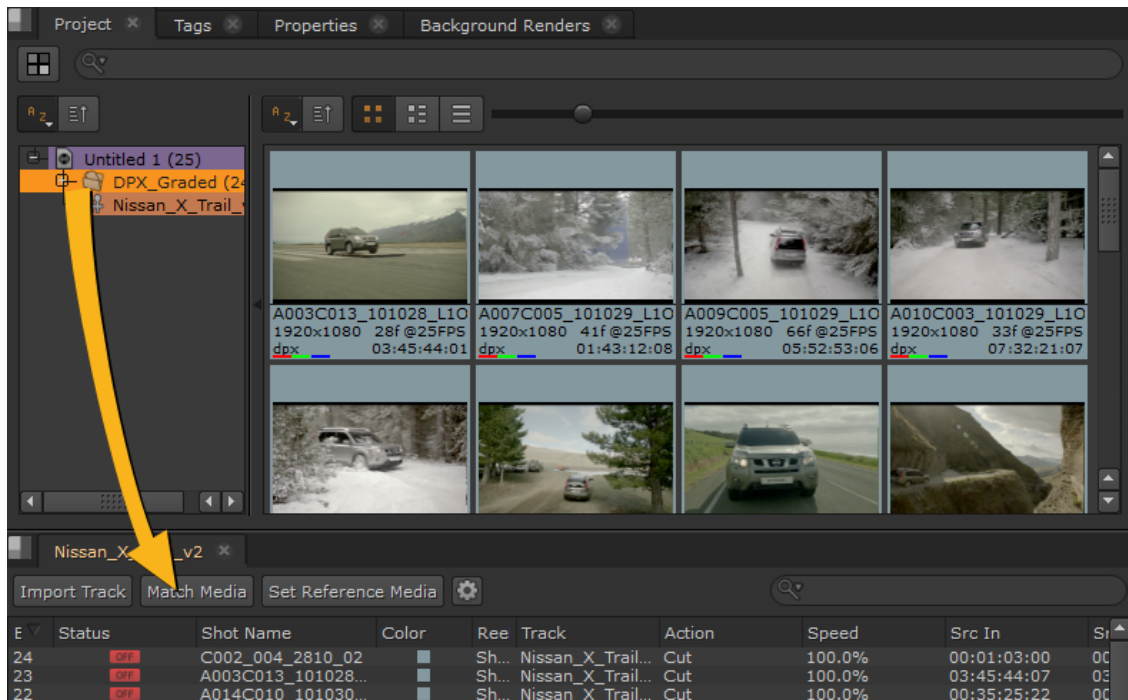 Project Tags Properties Background Renders
A Z A Z
Untitled 1 (25)
DPX_Graded (24
Nissan_X_Trail_
A003C013_101028_L1O A007C005_101029_L1O A009C005_101029_L1O A010C003_101029_L1O
1920x1080 28f@25FPS 1920x1080 41f@25FPS 1920x1080 66f@25FPS 1920x1080 33f@25FPS
dpx 03:45:44:01 dpx 01:43:12:08 dpx 05:52:53:06 dpx 07:32:21:07
Nissan_X_ _v2
Import Track Match Media Set Reference Media
E Status Shot Name Color Ree Track Action Speed Src In Sr
24 OFF C002_004_2810_02 Sh... Nissan_X_Trail... Cut 100.0% 00:01:03:00 00
23 OFF A003C013_101028... Sh... Nissan_X_Trail... Cut 100.0% 03:45:44:07 03
22 OFF A014C010_101030... Sh... Nissan_X_Trail... Cut 100.0% 00:35:25:22 00